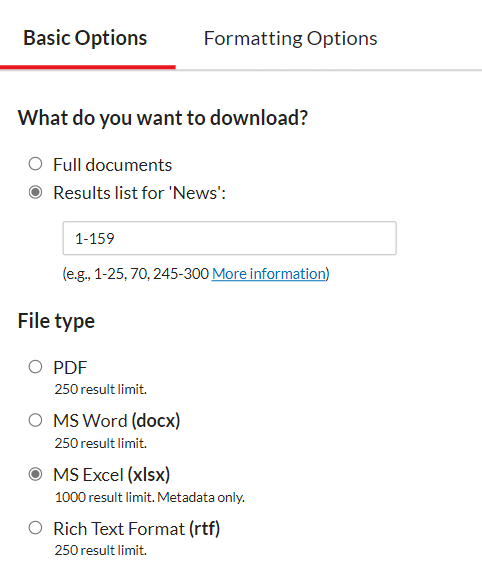 Basic Options Formatting Options
What do you want to download?
Full documents
Results list for 'News':
1-159
(e.g., 1-25, 70, 245-300 More information)
File type
PDF
250 result limit.
MS Word (docx)
250 result limit.
MS Excel (xlsx)
1000 result limit. Metadata only.
Rich Text Format (rtf)
250 result limit.